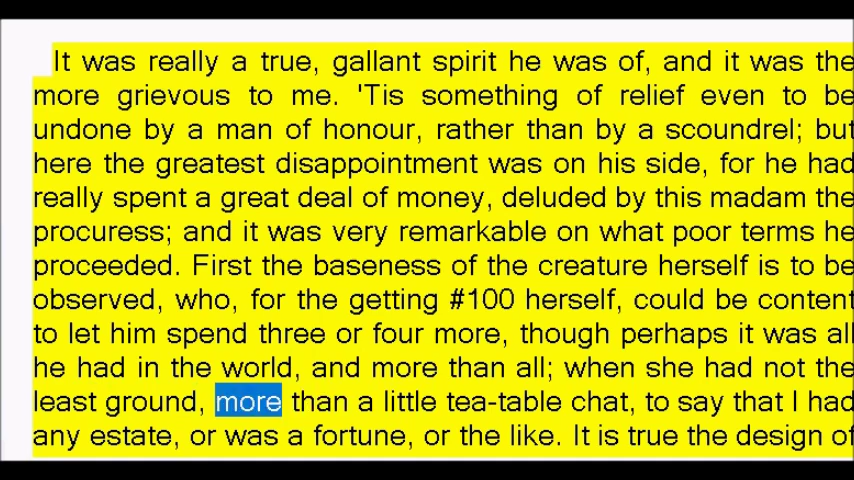 It was really a true, gallant spirit he was of, and it was the
more grievous to me. 'Tis something of relief even to be
undone by a man of honour, rather than by a scoundrel; but
here the greatest disappointment was on his side, for he had
really spent a great deal of money, deluded by this madam the
procuress; and it was very remarkable on what poor terms he
proceeded. First the baseness of the creature herself is to be
observed, who, for the getting #100 herself, could be content
to let him spend three or four more, though perhaps it was all
he had in the world, and more than all; when she had not the
least ground, more than a little tea-table chat, to say that I had
any estate, or was a fortune, or the like. It is true the design of